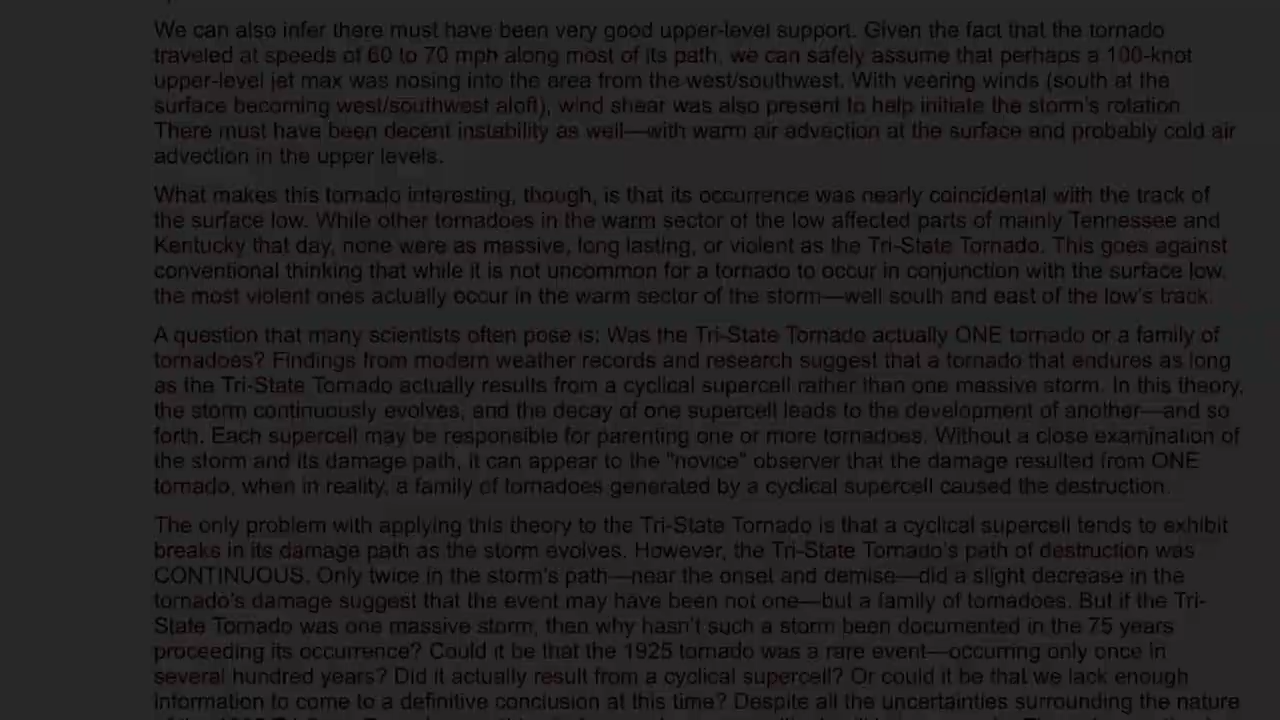 We can also infer there must have been very good upper-level support. Given the fact that the tornado
traveled at speeds of 60 to 70 mph along most of its path, we can safely assume that perhaps a 100-knot
upper-level jet max was nosing into the area from the west/southwest. With veering winds (south at the
surface becoming west/southwest aloft), wind shear was also present to help initiate the storm's rotation.
There must have been decent instability as well—with warm air advection at the surface and probably cold air
advection in the upper levels.
What makes this tornado interesting, though, is that its occurrence was nearly coincidental with the track of
the surface low. While other tornadoes in the warm sector of the low affected parts of mainly Tennessee and
Kentucky that day, none were as massive, long lasting, or violent as the Tri-State Tornado. This goes against
conventional thinking that while it is not uncommon for a tornado to occur in conjunction with the surface low,
the most violent ones actually occur in the warm sector of the storm—well south and east of the low's track.
A question that many scientists often pose is: Was the Tri-State Tornado actually ONE tornado or a family of
tornadoes? Findings from modern weather records and research suggest that a tornado that endures as long
as the Tri-State Tornado actually results from a cyclical supercell rather than one massive storm. In this theory,
the storm continuously evolves, and the decay of one supercell leads to the development of another—and so
forth. Each supercell may be responsible for parenting one or more tornadoes. Without a close examination of
the storm and its damage path, it can appear to the "novice" observer that the damage resulted from ONE
tornado, when in reality, a family of tornadoes generated by a cyclical supercell caused the destruction.
The only problem with applying this theory to the Tri-State Tornado is that a cyclical supercell tends to exhibit
breaks in its damage path as the storm evolves. However, the Tri-State Tornado's path of destruction was
CONTINUOUS. Only twice in the storm's path—near the onset and demise—did a slight decrease in the
tornado's damage suggest that the event may have been not one—but a family of tornadoes. But if the Tri-
State Tornado was one massive storm, then why hasn't such a storm been documented in the 75 years
proceeding its occurrence? Could it be that the 1925 tornado was a rare event—occurring only once in
several hundred years? Did it actually result from a cyclical supercell? Or could it be that we lack enough
information to come to a definitive conclusion at this time? Despite all the uncertainties surrounding the nature